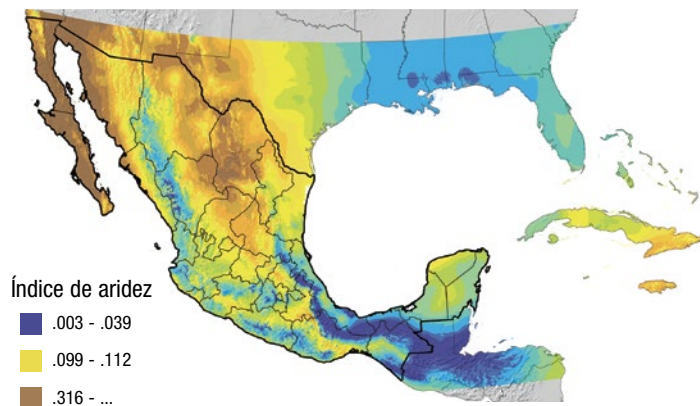 Índice de aridez
.003 - .039
.099 - .112
.316 - ...